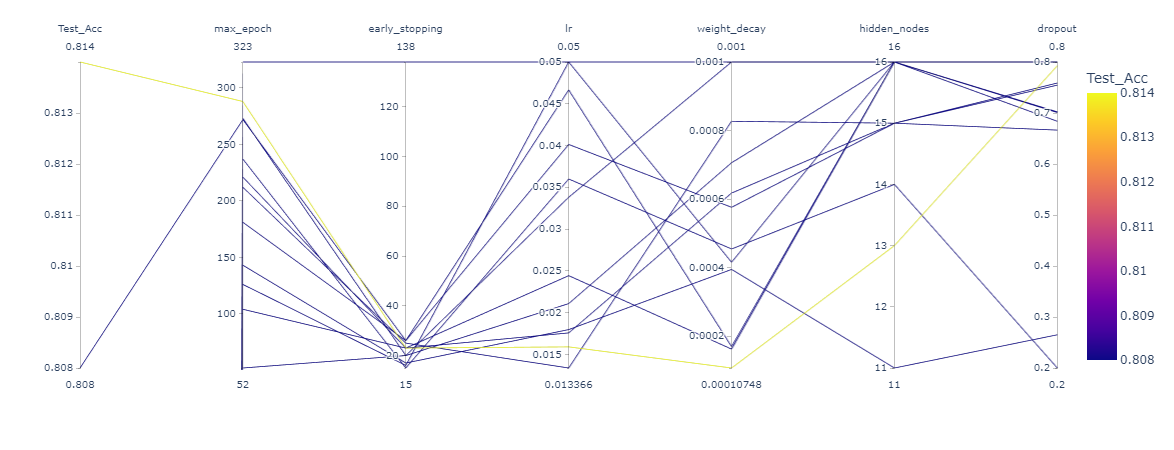 Test_Acc max_epoch early_stopping lr weight_decay hidden_nodes dropout
0.814 323 138 0.05 0.001 16 0.8
0.05 0.001 16 0.8
Test_Acc
0.814
300
0.045
0.813 120 0.0008 15 0.7
0.813
250
100 0.04
0.812 14 0.6
0.812
200 80 0.035 0.0006
0.811 0.5
0.811
60 0.03 13
150
0.81 0.025 0.0004 0.4
0.81
100 40 12
0.809 0.02 0.3
0.809
0.0002
20 0.015
0.808 11 0.2
0.808
0.808 52 15 0.013366 0.00010748 11 0.2